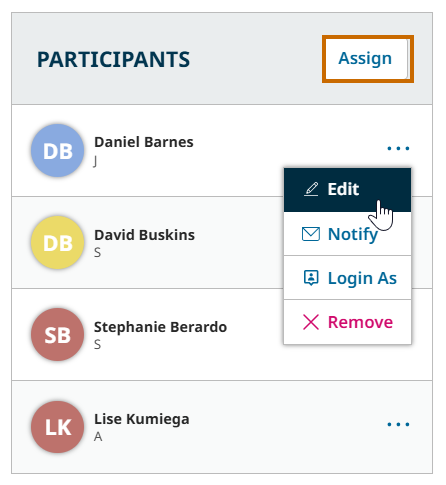 PARTICIPANTS
Assign
DB
Daniel Barnes
J
Edit
DB
David Buskins
S
Notify
Login As
SB
Stephanie Berardo
S
Remove
LK
Lise Kumiega
A